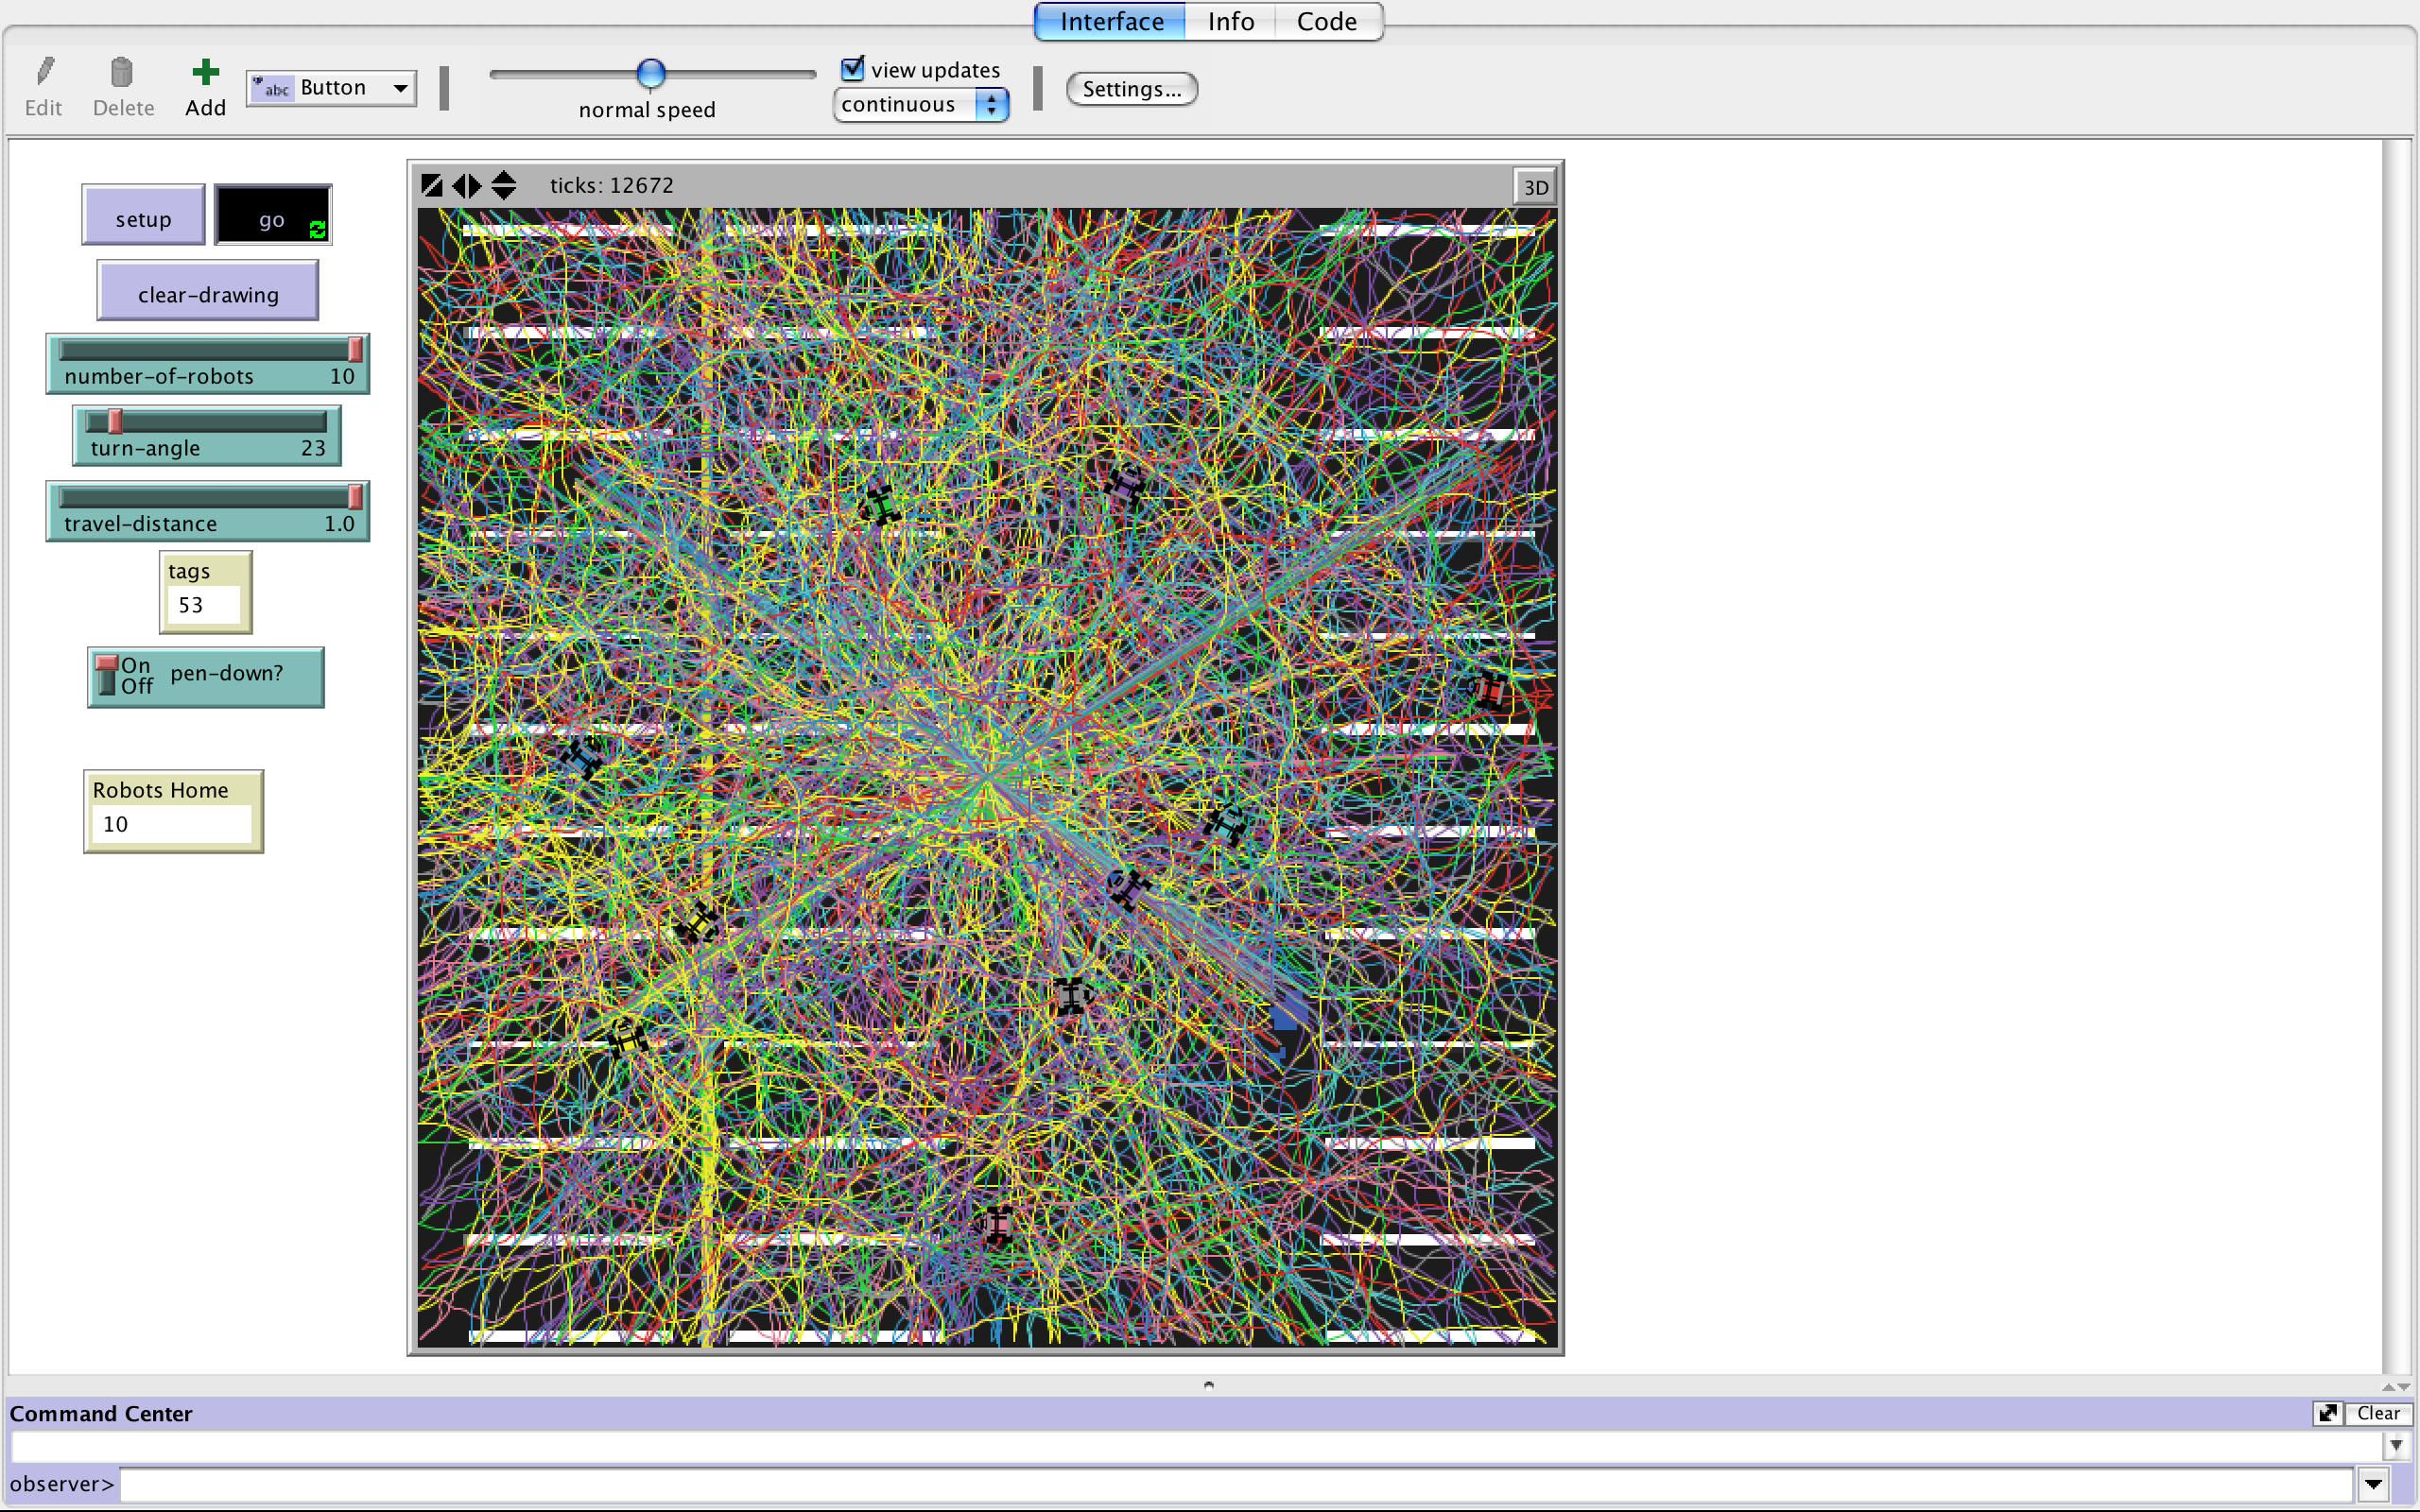 Interface Info Code
Edit Delete Add abc Button normal speed view updates continuous Settings...
ticks: 12672 3D
setup go
clear-drawing
number-of-robots 10
turn-angle 23
travel-distance 1.0
tags
53
On
Off pen-down?
Robots Home
10
Command Center Clear
observer>